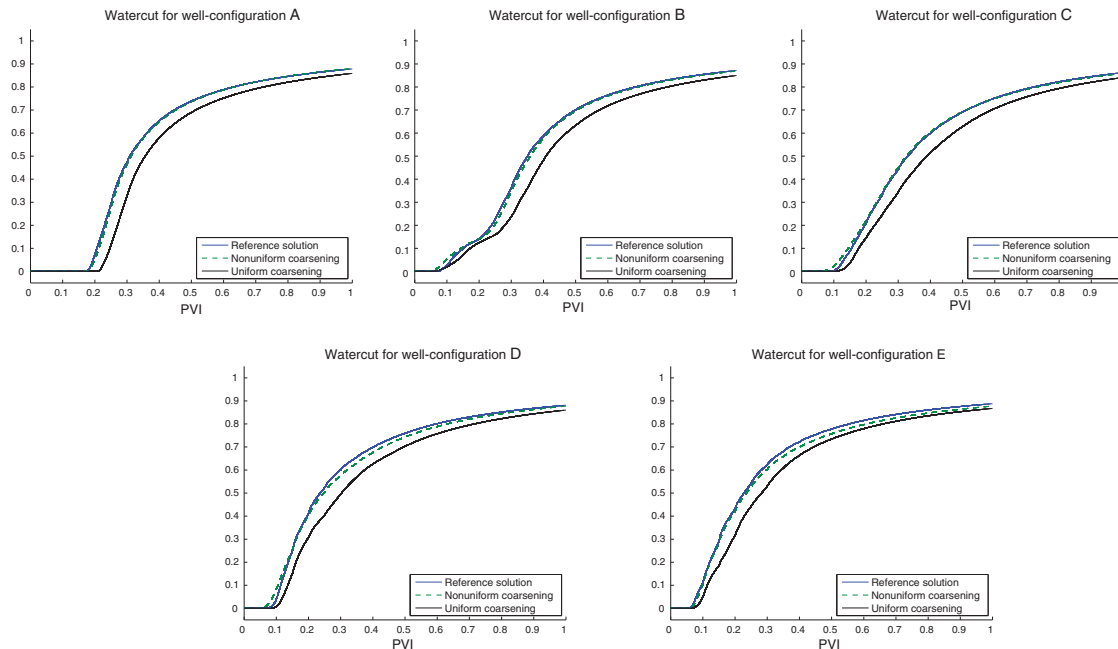 Watercut for well-configuration A
1
0.9
0.8
0.7
0.6
0.5
0.4
0.3
0.2
0.1
0
Reference solution
Nonuniform coarsening
Uniform coarsening
0 0.1 0.2 0.3 0.4 0.5 0.6 0.7 0.8 0.9 1
PVI
Watercut for well-configuration B
1
0.9
0.8
0.7
0.6
0.5
0.4
0.3
0.2
0.1
0
Reference solution
Nonuniform coarsening
Uniform coarsening
0 0.1 0.2 0.3 0.4 0.5 0.6 0.7 0.8 0.9 1
PVI
Watercut for well-configuration C
1
0.9
0.8
0.7
0.6
0.5
0.4
0.3
0.2
0.1
0
Reference solution
Nonuniform coarsening
Uniform coarsening
0 0.1 0.2 0.3 0.4 0.5 0.6 0.7 0.8 0.9
PVI
Watercut for well-configuration D
1
0.9
0.8
0.7
0.6
0.5
0.4
0.3
0.2
0.1
0
Reference solution
Nonuniform coarsening
Uniform coarsening
0 0.1 0.2 0.3 0.4 0.5 0.6 0.7 0.8 0.9 1
PVI
Watercut for well-configuration E
1
0.9
0.8
0.7
0.6
0.5
0.4
0.3
0.2
0.1
0
Reference solution
Nonuniform coarsening
Uniform coarsening
0 0.1 0.2 0.3 0.4 0.5 0.6 0.7 0.8 0.9 1
PVI